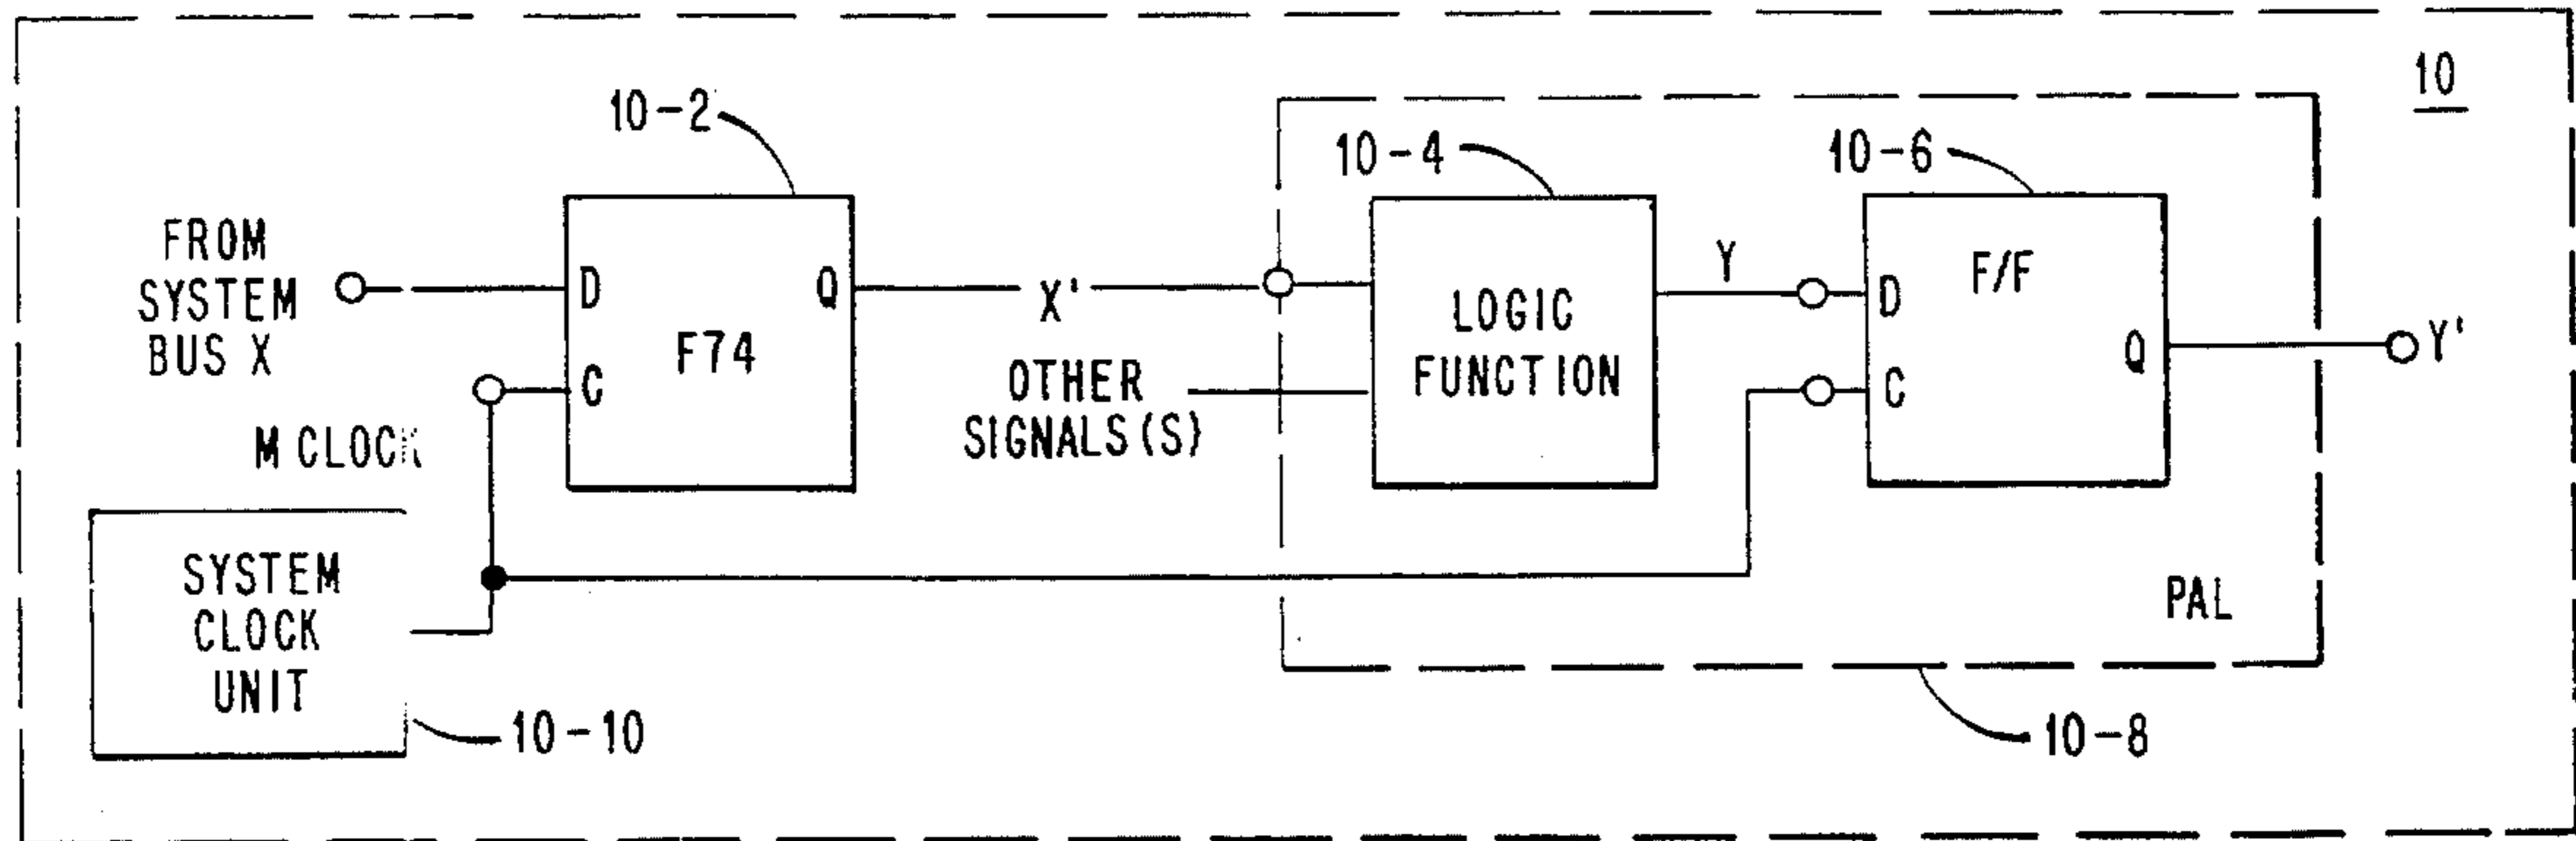 10
10-2
10-4
10-6
FROM
SYSTEM
BUS X
D
Q
C
F74
X'
OTHER
SIGNALS(S)
LOGIC
FUNCTION
Y
D
F/F
C
Q
Y'
M CLOCK
SYSTEM
CLOCK
UNIT
10-10
PAL
10-8